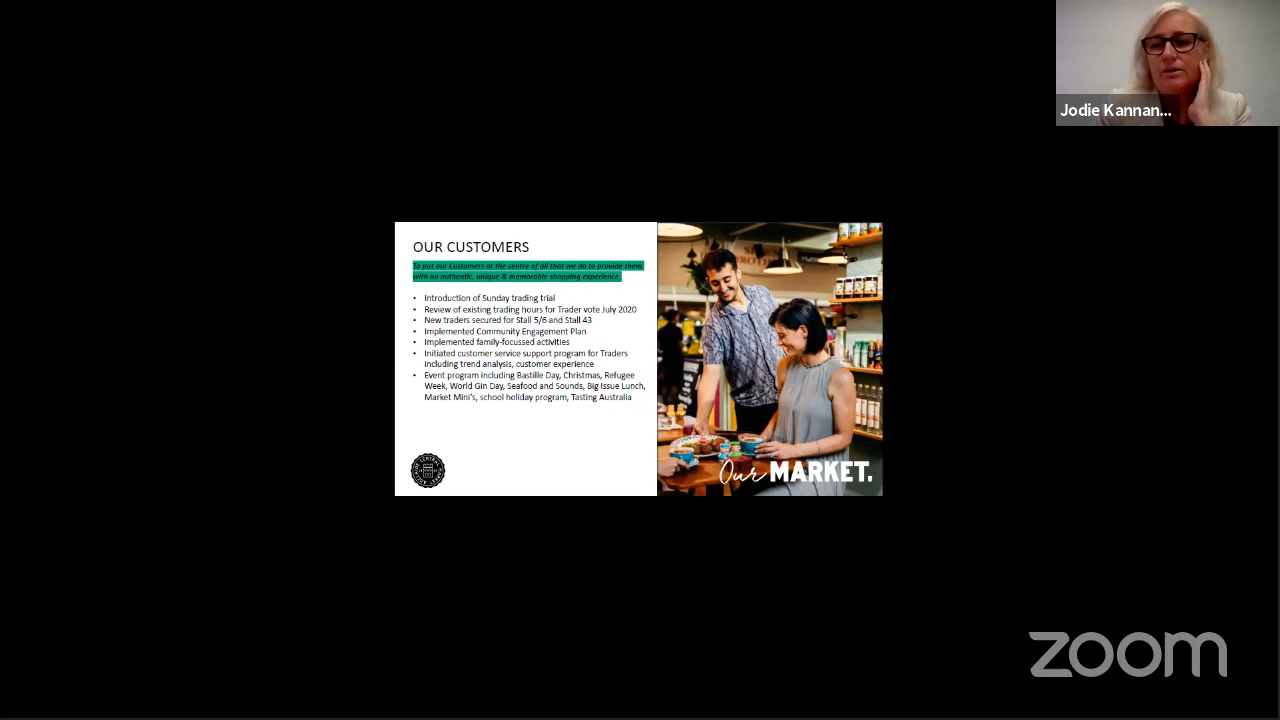 Jodie Kannan...
OUR CUSTOMERS
To put our Customers at the centre of all that we do to provide them
with an authentic, unique & memorable shopping experience.
• Introduction of Sunday trading trial
• Review of existing trading hours for Trader vote July 2020
• New traders secured for Stall 5/6 and Stall 43
• Implemented Community Engagement Plan
• Implemented family-focussed activities
• Initiated customer service support program for Traders
including trend analysis, customer experience
• Event program including Bastille Day, Christmas, Refugee
Week, World Gin Day, Seafood and Sounds, Big Issue Lunch,
Market Mini's, school holiday program, Tasting Australia
Our MARKET.
zoom